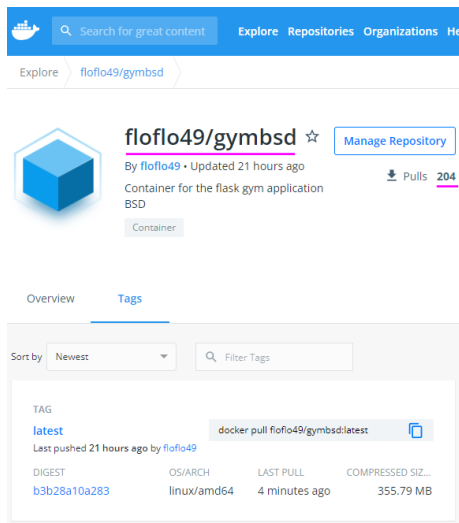 Search for great content
Explore Repositories Organizations He
Explore floflo49/gymbsd
floflo49/gymbsd
Manage Repository
By floflo49 • Updated 21 hours ago
Pulls 204
Container for the flask gym application
BSD
Container
Overview Tags
Sort by Newest Filter Tags
TAG
latest
docker pull floflo49/gymbsd:latest
Last pushed 21 hours ago by floflo49
DIGEST OS/ARCH LAST PULL COMPRESSED SIZ...
b3b28a10a283 linux/amd64 4 minutes ago 355.79 MB